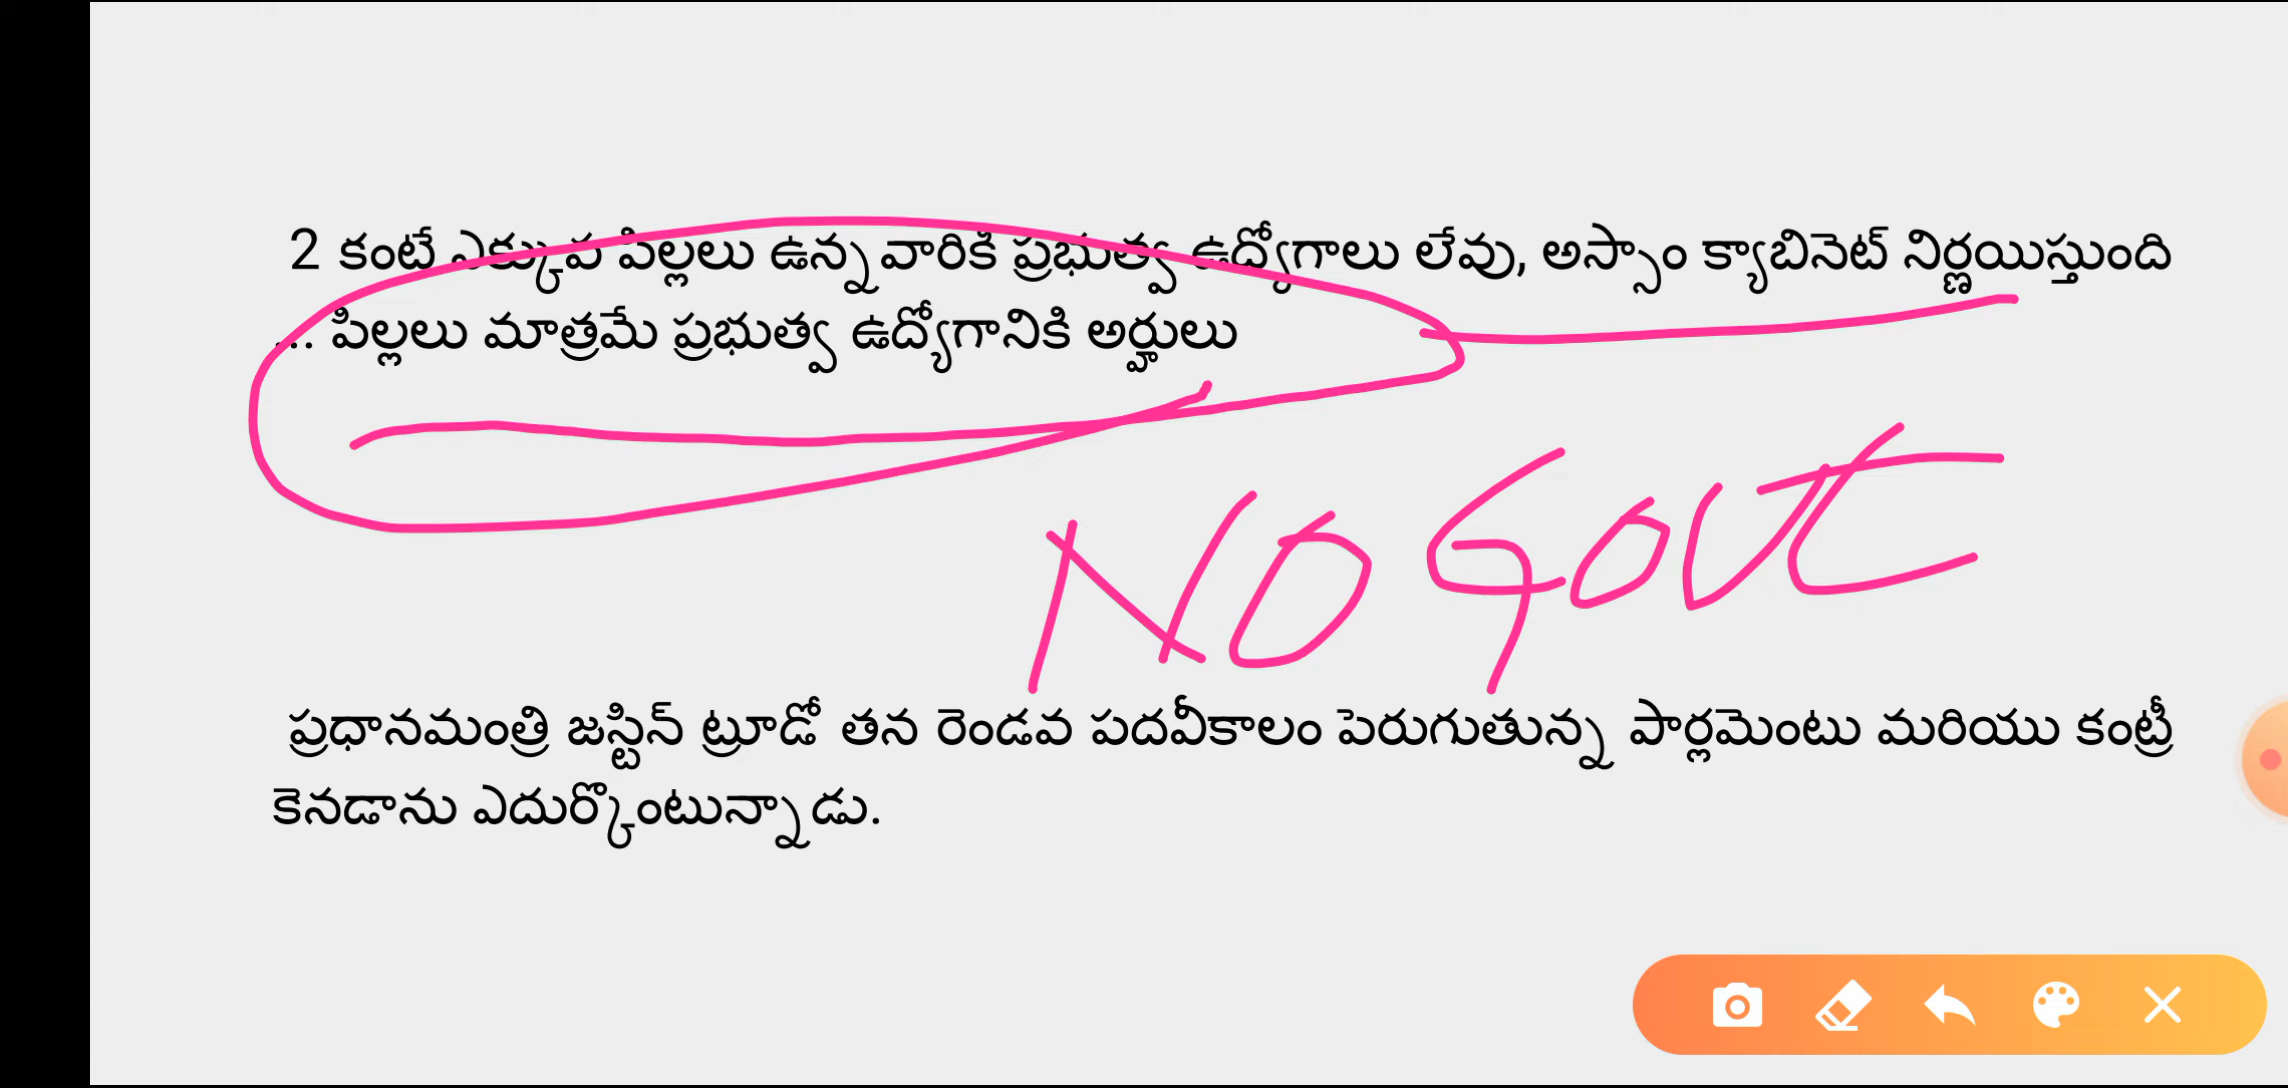 2 కంటే ఎక్కువ పిల్లలు ఉన్న వారికి ప్రభుత్వ ఉద్యోగాలు లేవు, అస్సాం క్యాబినెట్ నిర్ణయిస్తుంది
... పిల్లలు మాత్రమే ప్రభుత్వ ఉద్యోగానికి అర్హులు
NO Govt
ప్రధానమంత్రి జస్టిన్ ట్రూడో తన రెండవ పదవీకాలం పెరుగుతున్న పార్లమెంటు మరియు కంట్రీ
కెనడాను ఎదుర్కొంటున్నాడు.